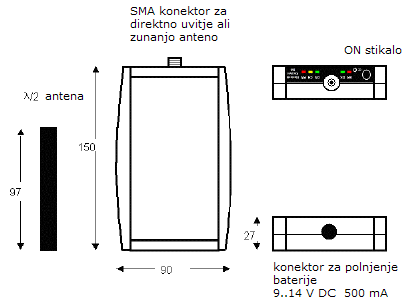 SMA konektor za
direktno uvitje ali
zunanjo anteno
ON stikalo
λ/2 antena
150
97
27
90
konektor za polnjenje
baterije
9..14 V DC 500 mA